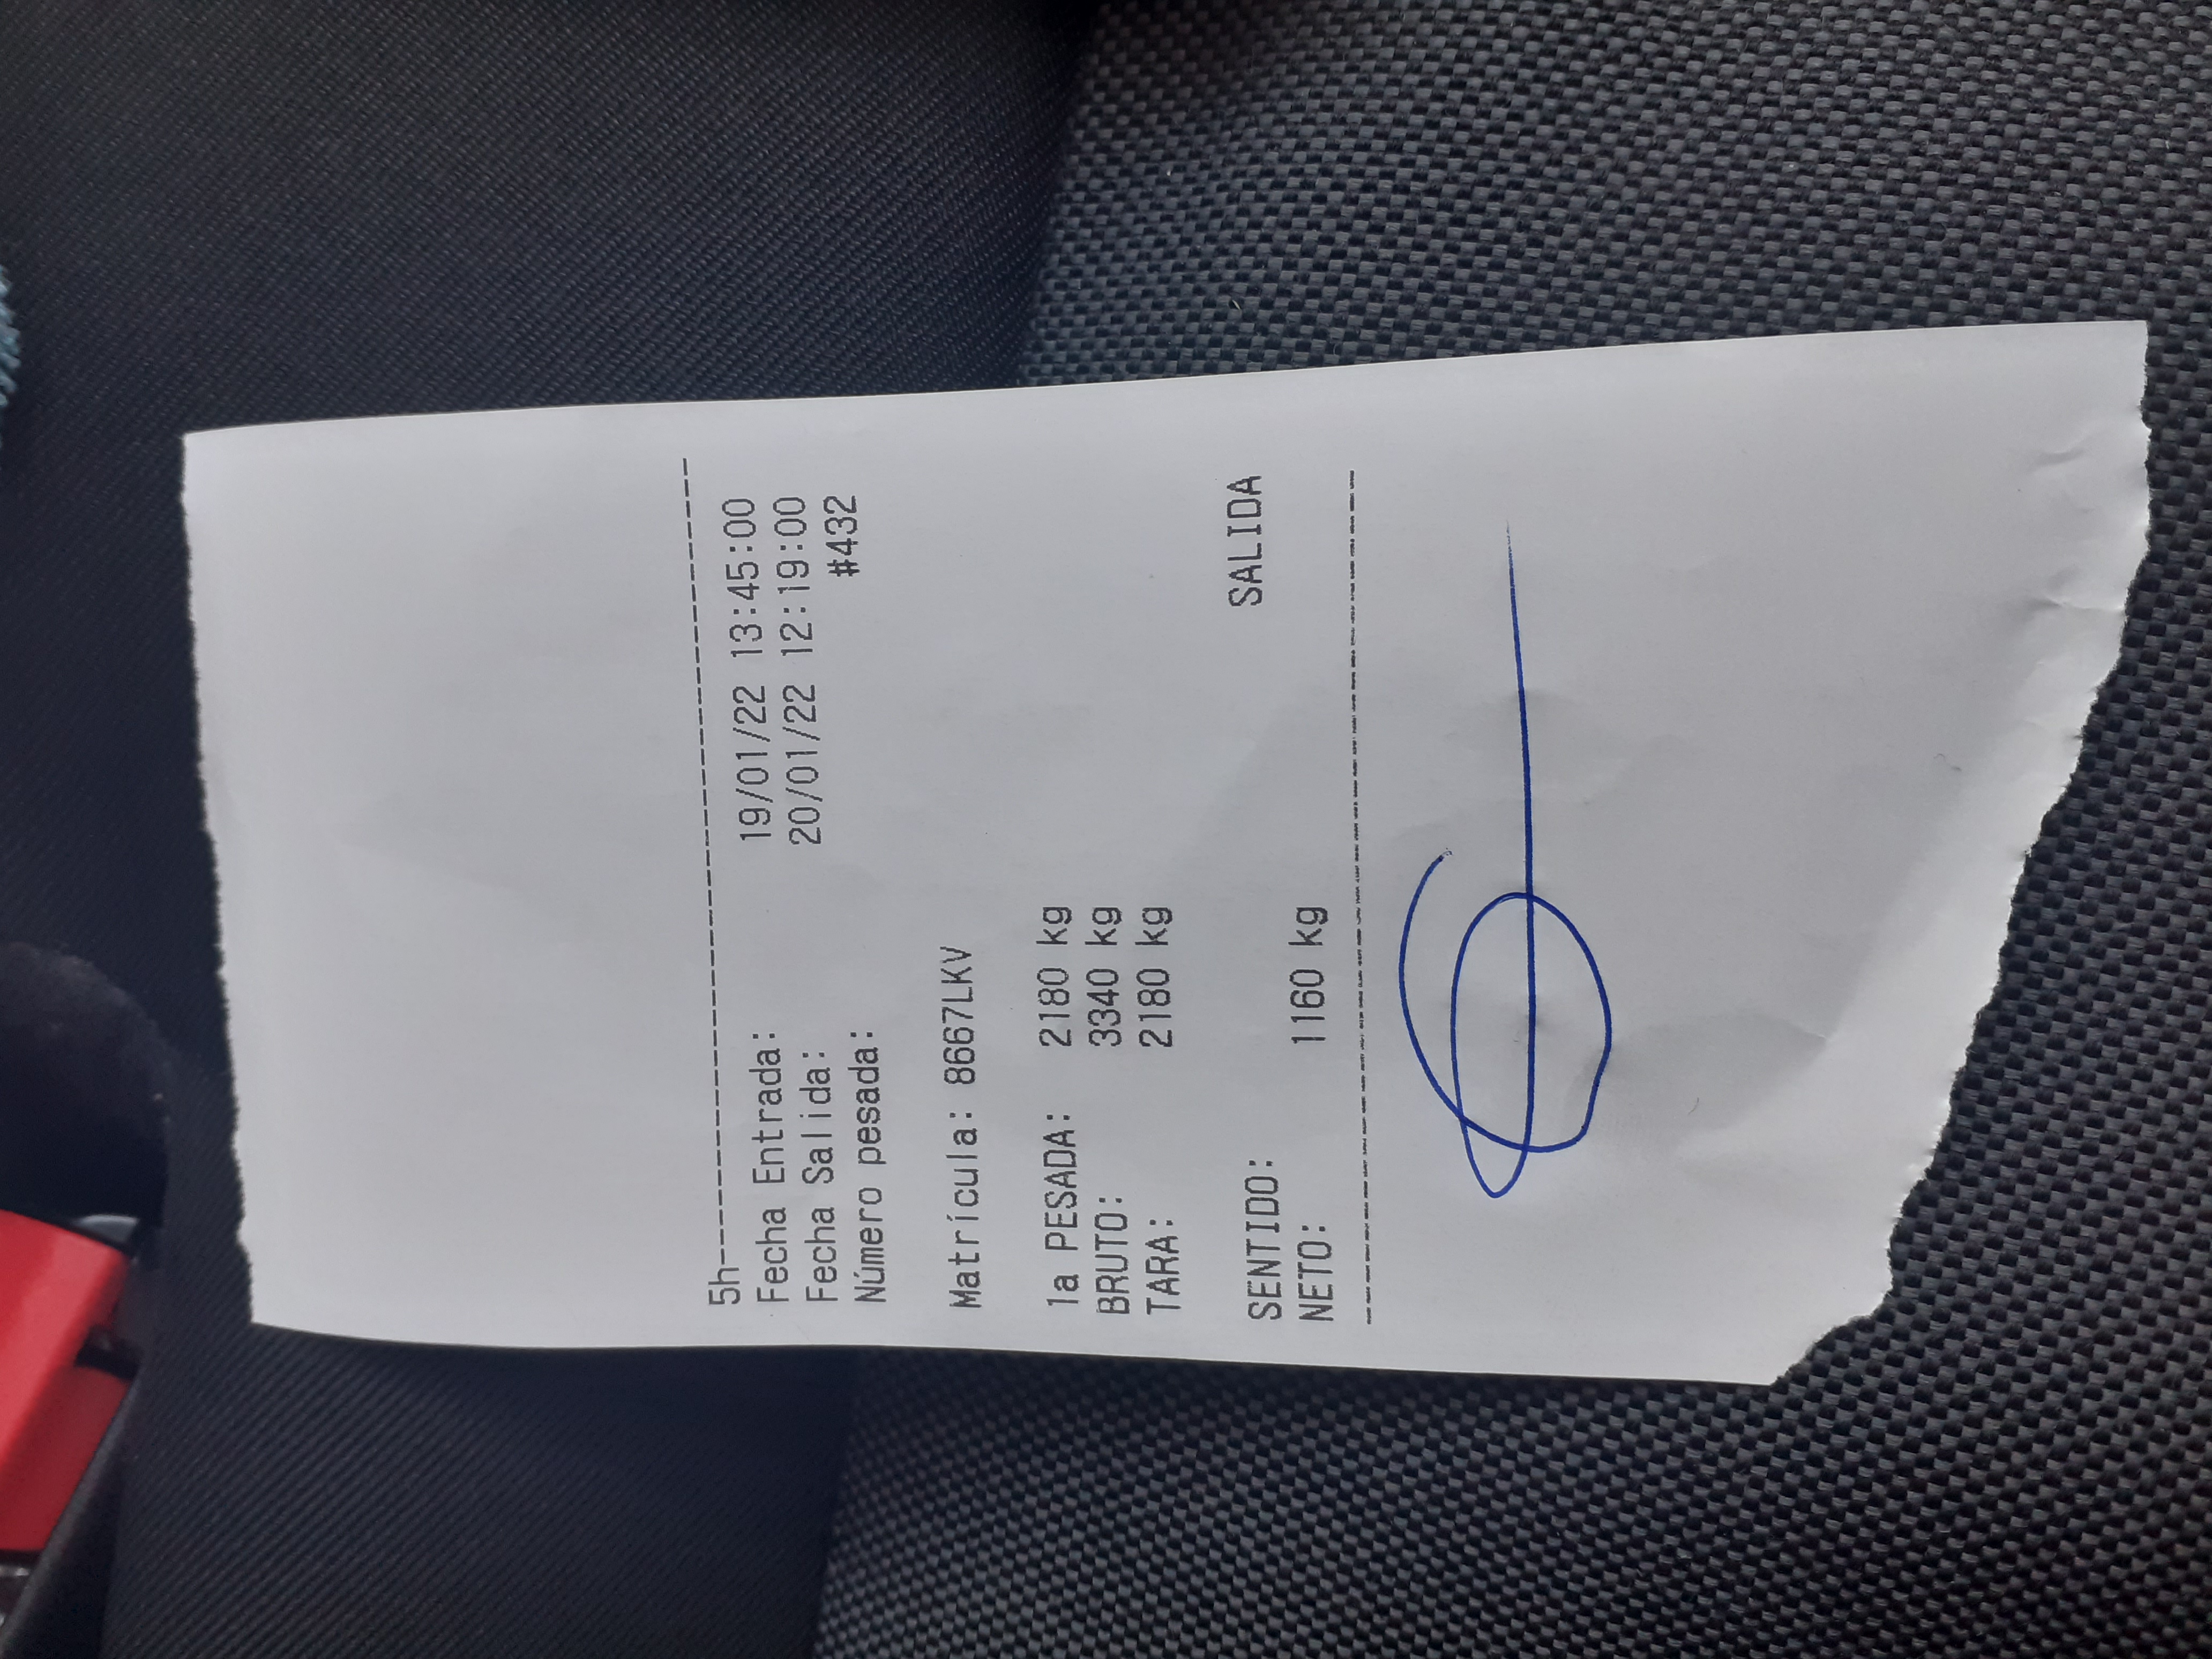 5h--------------------------------
Fecha Entrada: 19/01/22 13:45:00
Fecha Salida: 20/01/22 12:19:00
Número pesada: #432
Matrícula: 8667LKV
1a PESADA: 2180 kg
BRUTO: 3340 kg
TARA: 2180 kg
SENTIDO: SALIDA
NETO: 1160 kg